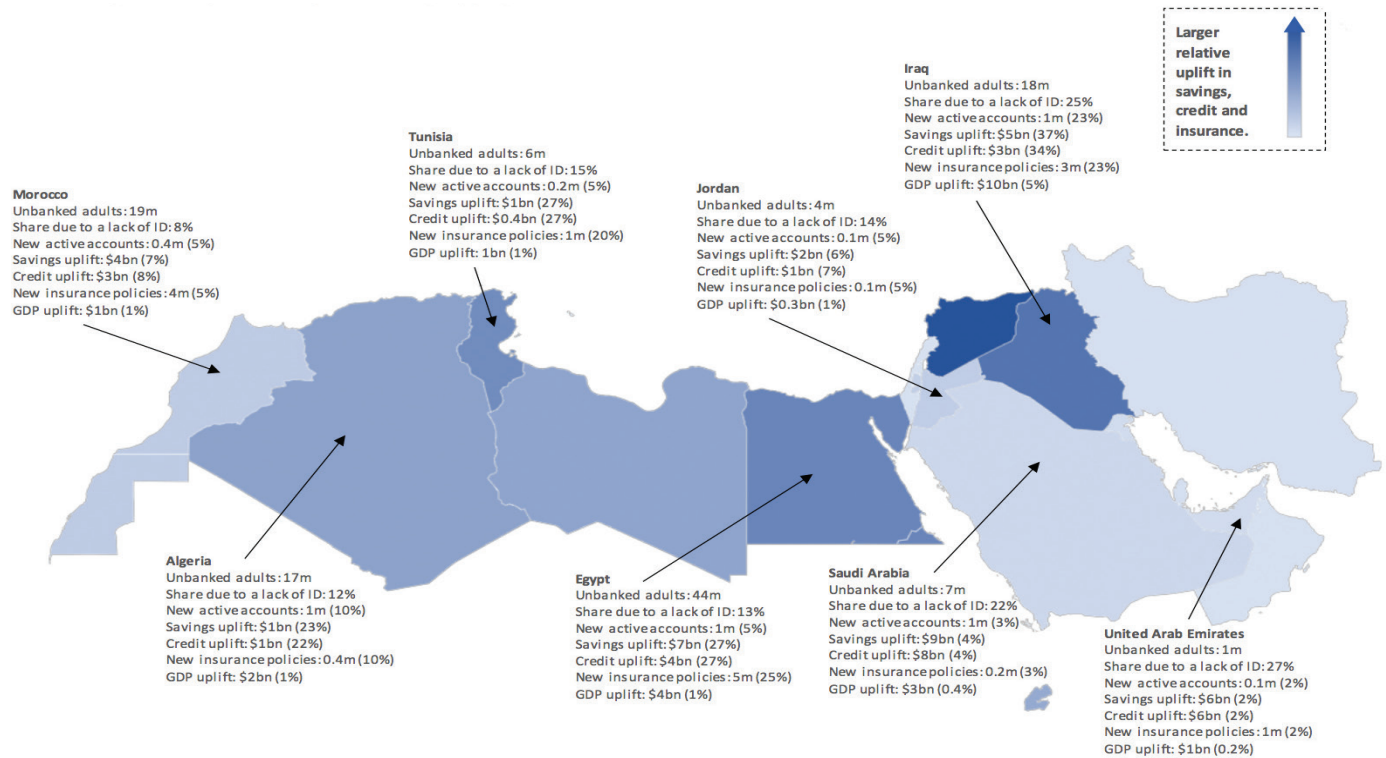 Larger
relative
uplift in
savings,
credit and
insurance.
Iraq
Unbanked adults: 18m
Share due to a lack of ID: 25%
New active accounts: 1m (23%)
Savings uplift: $5bn (37%)
Credit uplift: $3bn (34%)
New insurance policies: 3m (23%)
GDP uplift: $10bn (5%)
Tunisia
Unbanked adults: 6m
Share due to a lack of ID: 15%
New active accounts: 0.2m (5%)
Savings uplift: $1bn (27%)
Credit uplift: $0.4bn (27%)
New insurance policies: 1m (20%)
GDP uplift: 1bn (1%)
Morocco
Unbanked adults: 19m
Share due to a lack of ID: 8%
New active accounts: 0.4m (5%)
Savings uplift: $4bn (7%)
Credit uplift: $3bn (8%)
New insurance policies: 4m (5%)
GDP uplift: $1bn (1%)
Jordan
Unbanked adults: 4m
Share due to a lack of ID: 14%
New active accounts: 0.1m (5%)
Savings uplift: $2bn (6%)
Credit uplift: $1bn (7%)
New insurance policies: 0.1m (5%)
GDP uplift: $0.3bn (1%)
Algeria
Unbanked adults: 17m
Share due to a lack of ID: 12%
New active accounts: 1m (10%)
Savings uplift: $1bn (23%)
Credit uplift: $1bn (22%)
New insurance policies: 0.4m (10%)
GDP uplift: $2bn (1%)
Egypt
Unbanked adults: 44m
Share due to a lack of ID: 13%
New active accounts: 1m (5%)
Savings uplift: $7bn (27%)
Credit uplift: $4bn (27%)
New insurance policies: 5m (25%)
GDP uplift: $4bn (1%)
Saudi Arabia
Unbanked adults: 7m
Share due to a lack of ID: 22%
New active accounts: 1m (3%)
Savings uplift: $9bn (4%)
Credit uplift: $8bn (4%)
New insurance policies: 0.2m (3%)
GDP uplift: $3bn (0.4%)
United Arab Emirates
Unbanked adults: 1m
Share due to a lack of ID: 27%
New active accounts: 0.1m (2%)
Savings uplift: $6bn (2%)
Credit uplift: $6bn (2%)
New insurance policies: 1m (2%)
GDP uplift: $1bn (0.2%)